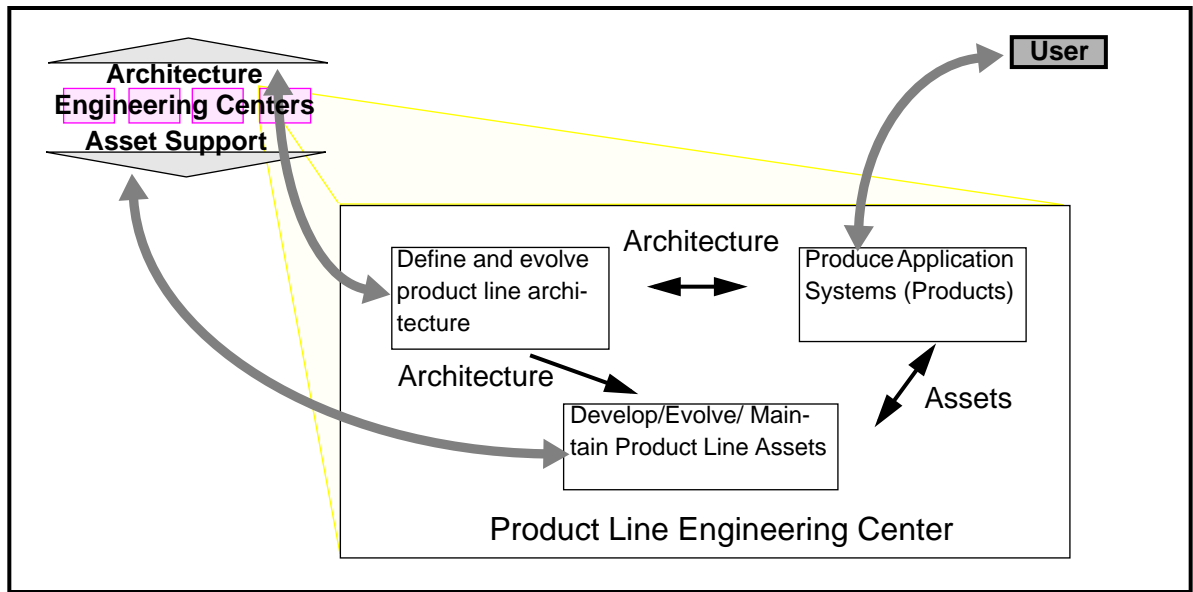 User
Architecture
Engineering Centers
Asset Support
Architecture
Define and evolve
product line archi-
tecture
Produce Application
Systems (Products)
Architecture
Assets
Develop/Evolve/ Main-
tain Product Line Assets
Product Line Engineering Center